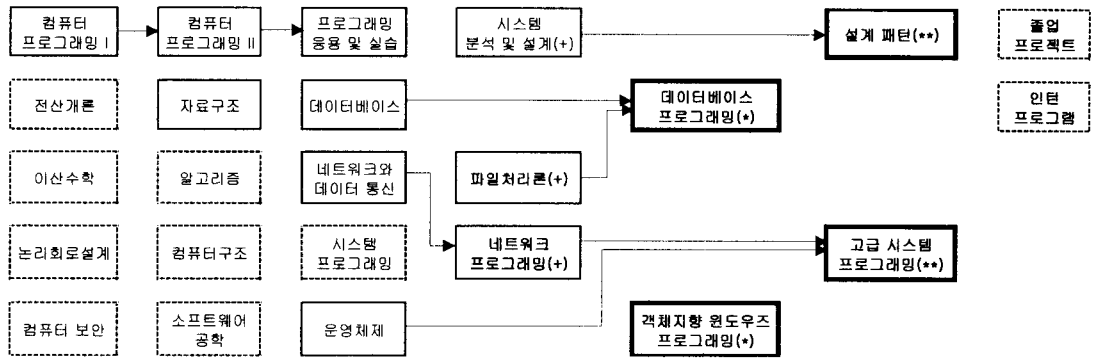 컴퓨터
프로그래밍 I
컴퓨터
프로그래밍 II
프로그래밍
응용 및 실습
시스템
분석 및 설계(+)
설계 패턴(**)
졸업
프로젝트
전산개론
자료구조
데이터베이스
데이터베이스
프로그래밍(*)
인턴
프로그램
이산수학
알고리즘
네트워크와
데이터 통신
파일처리론(+)
논리회로설계
컴퓨터구조
시스템
프로그래밍
네트워크
프로그래밍(+)
고급 시스템
프로그래밍(**)
컴퓨터 보안
소프트웨어
공학
운영체제
객체지향 윈도우즈
프로그래밍(*)